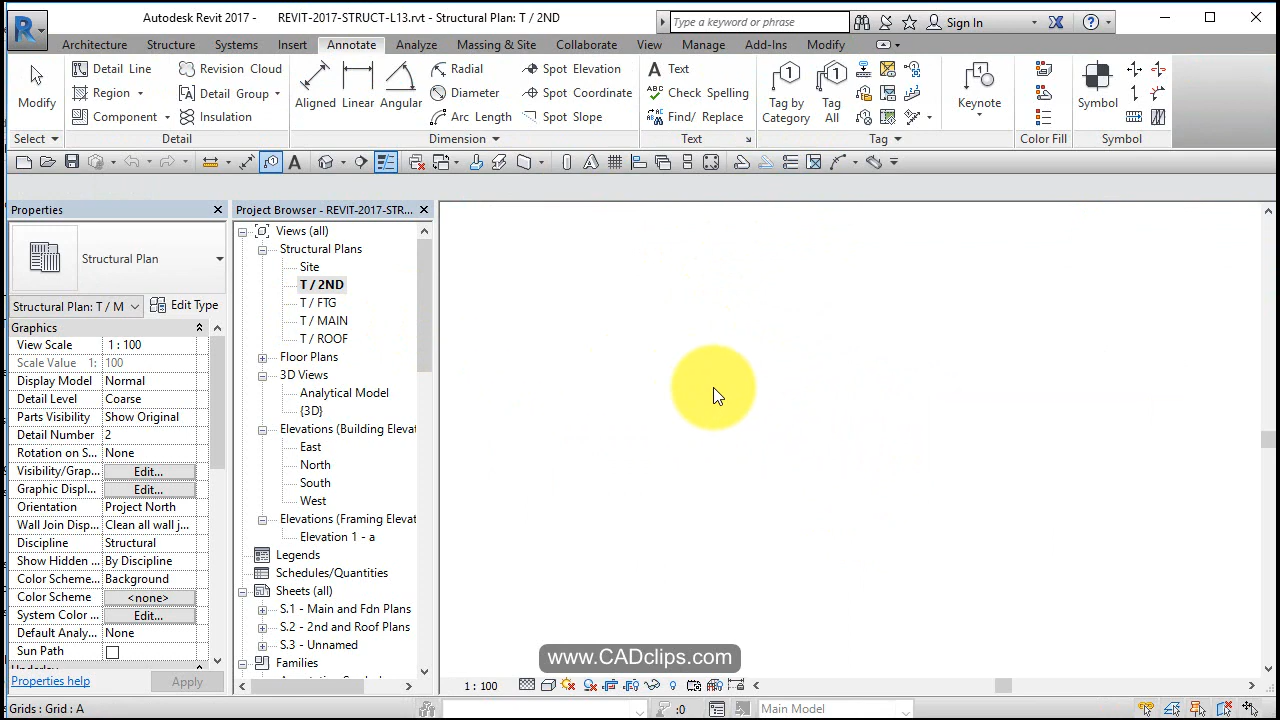 Autodesk Revit 2017 - REVIT-2017-STRUCT-L13.rvt - Structural Plan: T / 2ND
Type a keyword or phrase
Sign In
Architecture Structure Systems Insert Annotate Analyze Massing & Site Collaborate View Manage Add-Ins Modify
Modify
Detail Line
Region
Component
Revision Cloud
Detail Group
Insulation
Aligned
Linear
Angular
Radial
Diameter
Arc Length
Spot Elevation
Spot Coordinate
Spot Slope
Text
Check Spelling
Find/ Replace
Tag by Category
Tag All
Keynote
Symbol
Select Detail Dimension Text Tag Color Fill Symbol
Properties
Structural Plan
Structural Plan: T / M
Edit Type
Graphics
View Scale 1 : 100
Scale Value 1: 100
Display Model Normal
Detail Level Coarse
Parts Visibility Show Original
Detail Number 2
Rotation on S... None
Visibility/Grap... Edit...
Graphic Displ... Edit...
Orientation Project North
Wall Join Disp... Clean all wall j...
Discipline Structural
Show Hidden ... By Discipline
Color Scheme... Background
Color Scheme <none>
System Color ... Edit...
Default Analy... None
Sun Path
Properties help
Apply
Project Browser - REVIT-2017-STR...
Views (all)
Structural Plans
Site
T / 2ND
T / FTG
T / MAIN
T / ROOF
Floor Plans
3D Views
Analytical Model
{3D}
Elevations (Building Elevat
East
North
South
West
Elevations (Framing Elevat
Elevation 1 - a
Legends
Schedules/Quantities
Sheets (all)
S.1 - Main and Fdn Plans
S.2 - 2nd and Roof Plans
S.3 - Unnamed
Families
www.CADclips.com
1 : 100
Grids : Grid : A
:0
Main Model